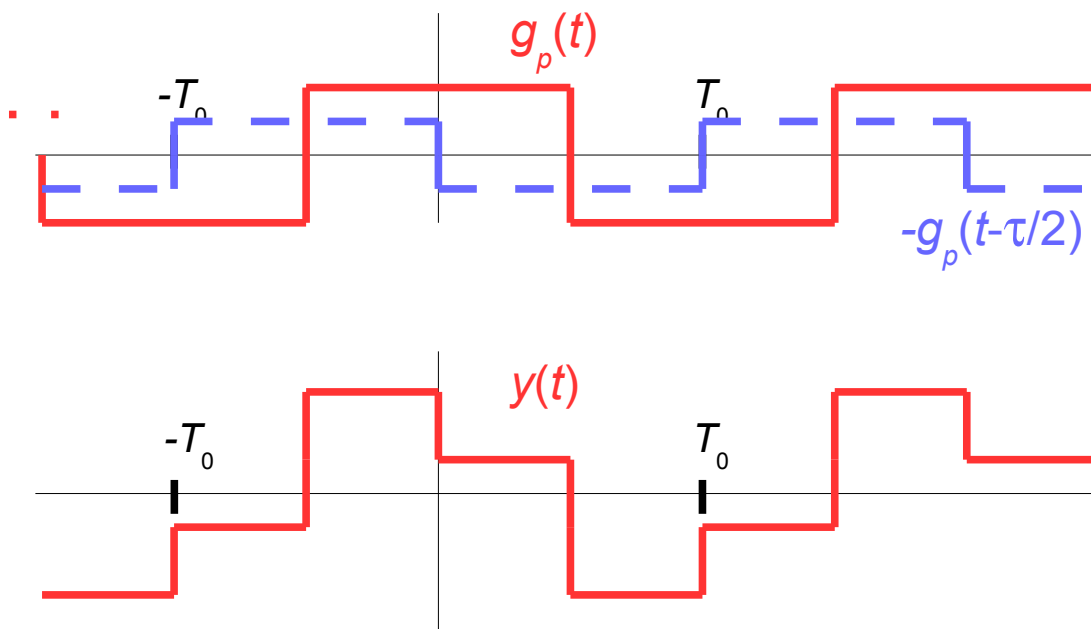 g_p(t)
-T_0
T_0
. .
-g_p(t-τ/2)
y(t)
-T_0
T_0